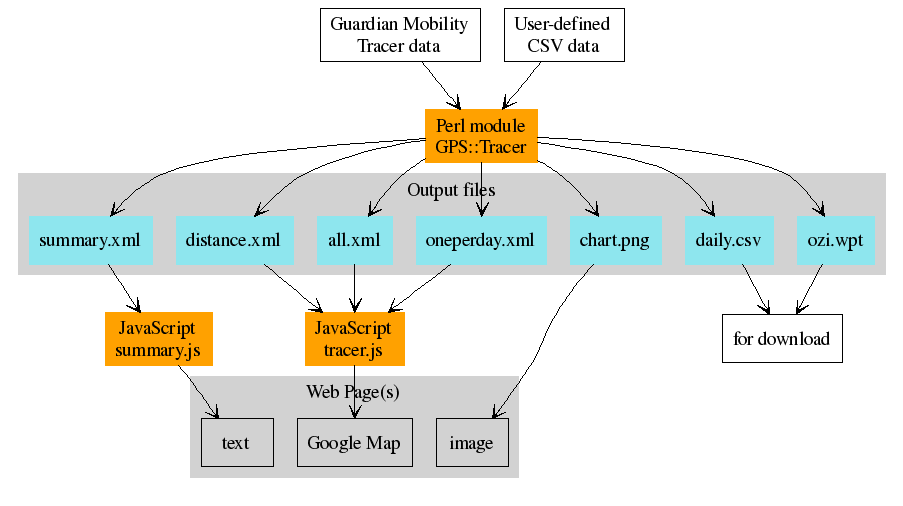 Guardian Mobility
Tracer data
User-defined
CSV data
Perl module
GPS::Tracer
Output files
summary.xml
distance.xml
all.xml
oneperday.xml
chart.png
daily.csv
ozi.wpt
JavaScript
summary.js
JavaScript
tracer.js
for download
Web Page(s)
text
Google Map
image